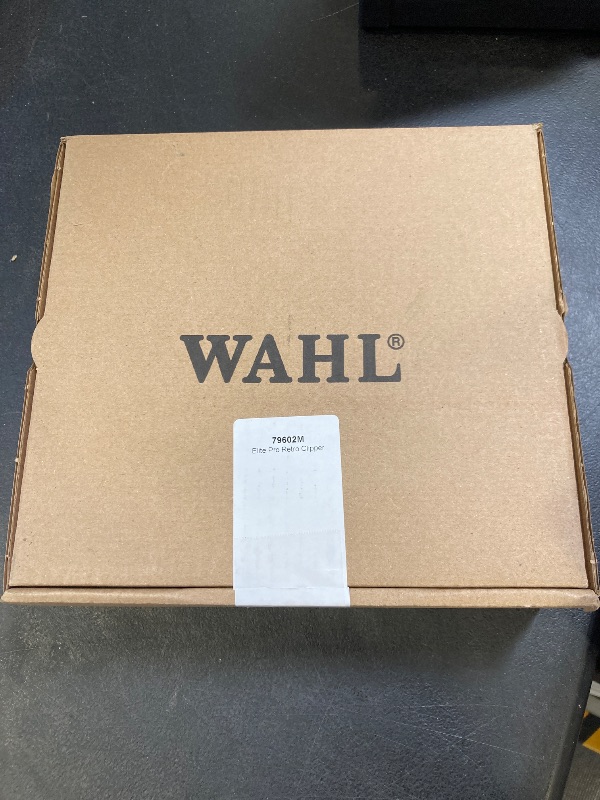 WAHL®
79602M
Elite Pro Retro Clipper